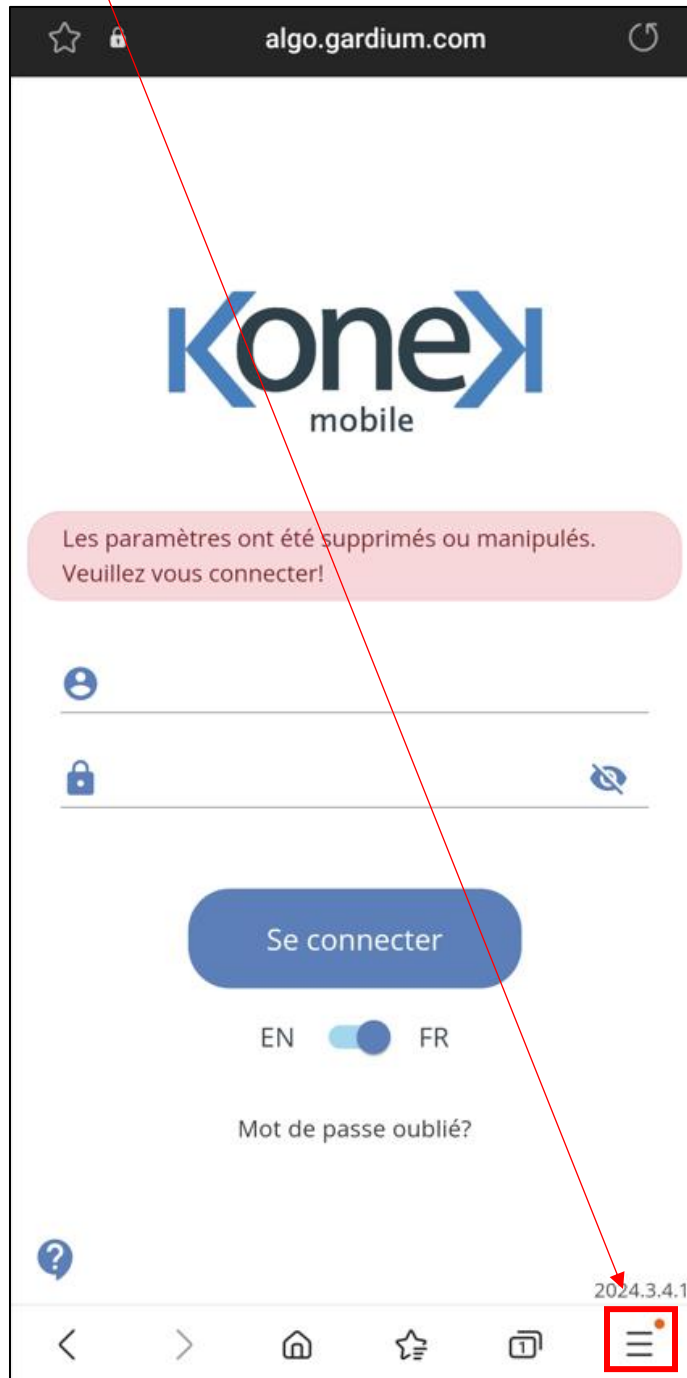 algo.gardium.com
Konek
mobile
Les paramètres ont été supprimés ou manipulés.
Veuillez vous connecter!
Se connecter
EN FR
Mot de passe oublié?
?
2024.3.4.1
1